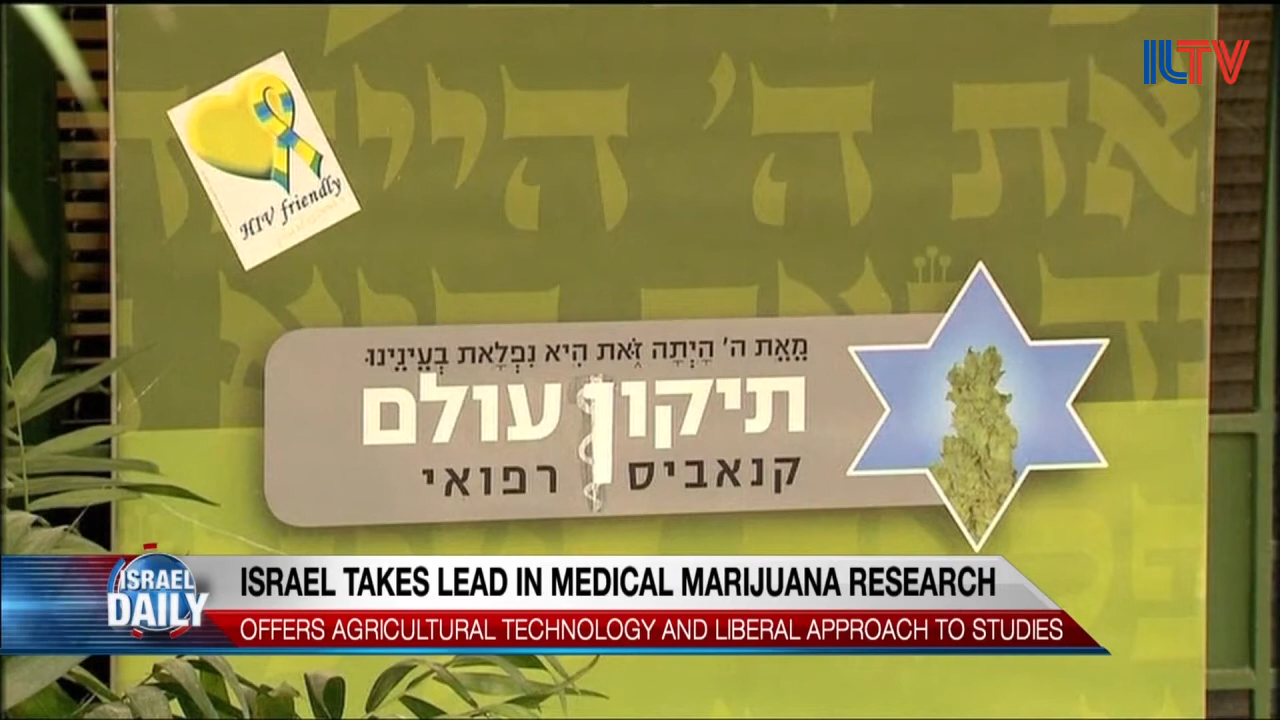 ILTV
HIV friendly
את ה'
מֵאֵת ה' הָיְתָה זֹּאת הִיא נִפְלָאת בְּעֵינֵינוּ
תיקון עולם
קנאביס רפואי
ISRAEL DAILY
ISRAEL TAKES LEAD IN MEDICAL MARIJUANA RESEARCH
OFFERS AGRICULTURAL TECHNOLOGY AND LIBERAL APPROACH TO STUDIES